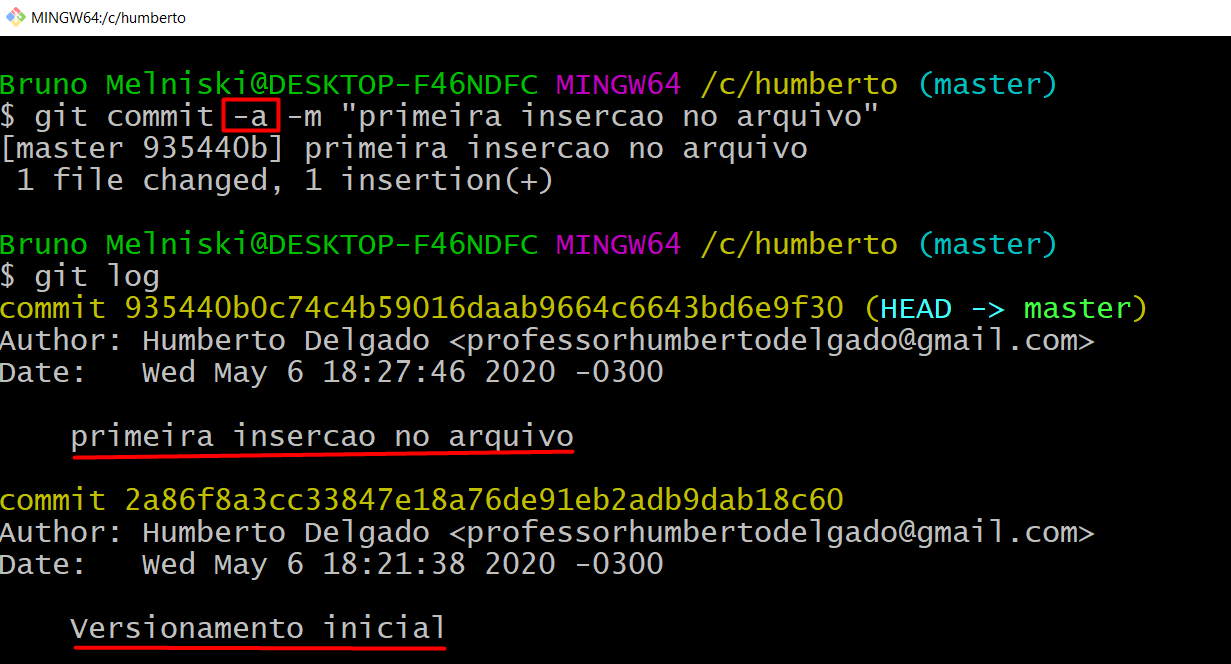 MINGW64:/c/humberto
Bruno Melniski@DESKTOP-F46NDFC MINGW64 /c/humberto (master)
$ git commit -a -m "primeira insercao no arquivo"
[master 935440b] primeira insercao no arquivo
1 file changed, 1 insertion(+)
Bruno Melniski@DESKTOP-F46NDFC MINGW64 /c/humberto (master)
$ git log
commit 935440b0c74c4b59016daab9664c6643bd6e9f30 (HEAD -> master)
Author: Humberto Delgado <professorhumbertodelgado@gmail.com>
Date:   Wed May 6 18:27:46 2020 -0300
primeira insercao no arquivo
commit 2a86f8a3cc33847e18a76de91eb2adb9dab18c60
Author: Humberto Delgado <professorhumbertodelgado@gmail.com>
Date:   Wed May 6 18:21:38 2020 -0300
Versionamento inicial